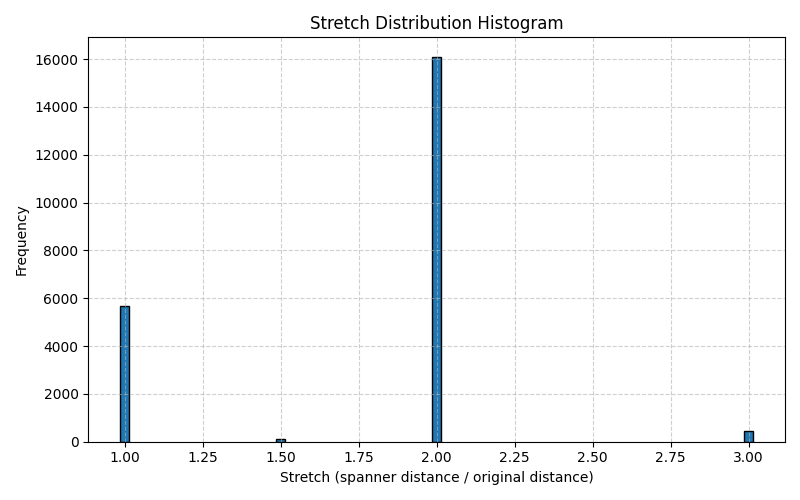 Stretch Distribution Histogram
Frequency
16000
14000
12000
10000
8000
6000
4000
2000
0
1.00 1.25 1.50 1.75 2.00 2.25 2.50 2.75 3.00
Stretch (spanner distance / original distance)